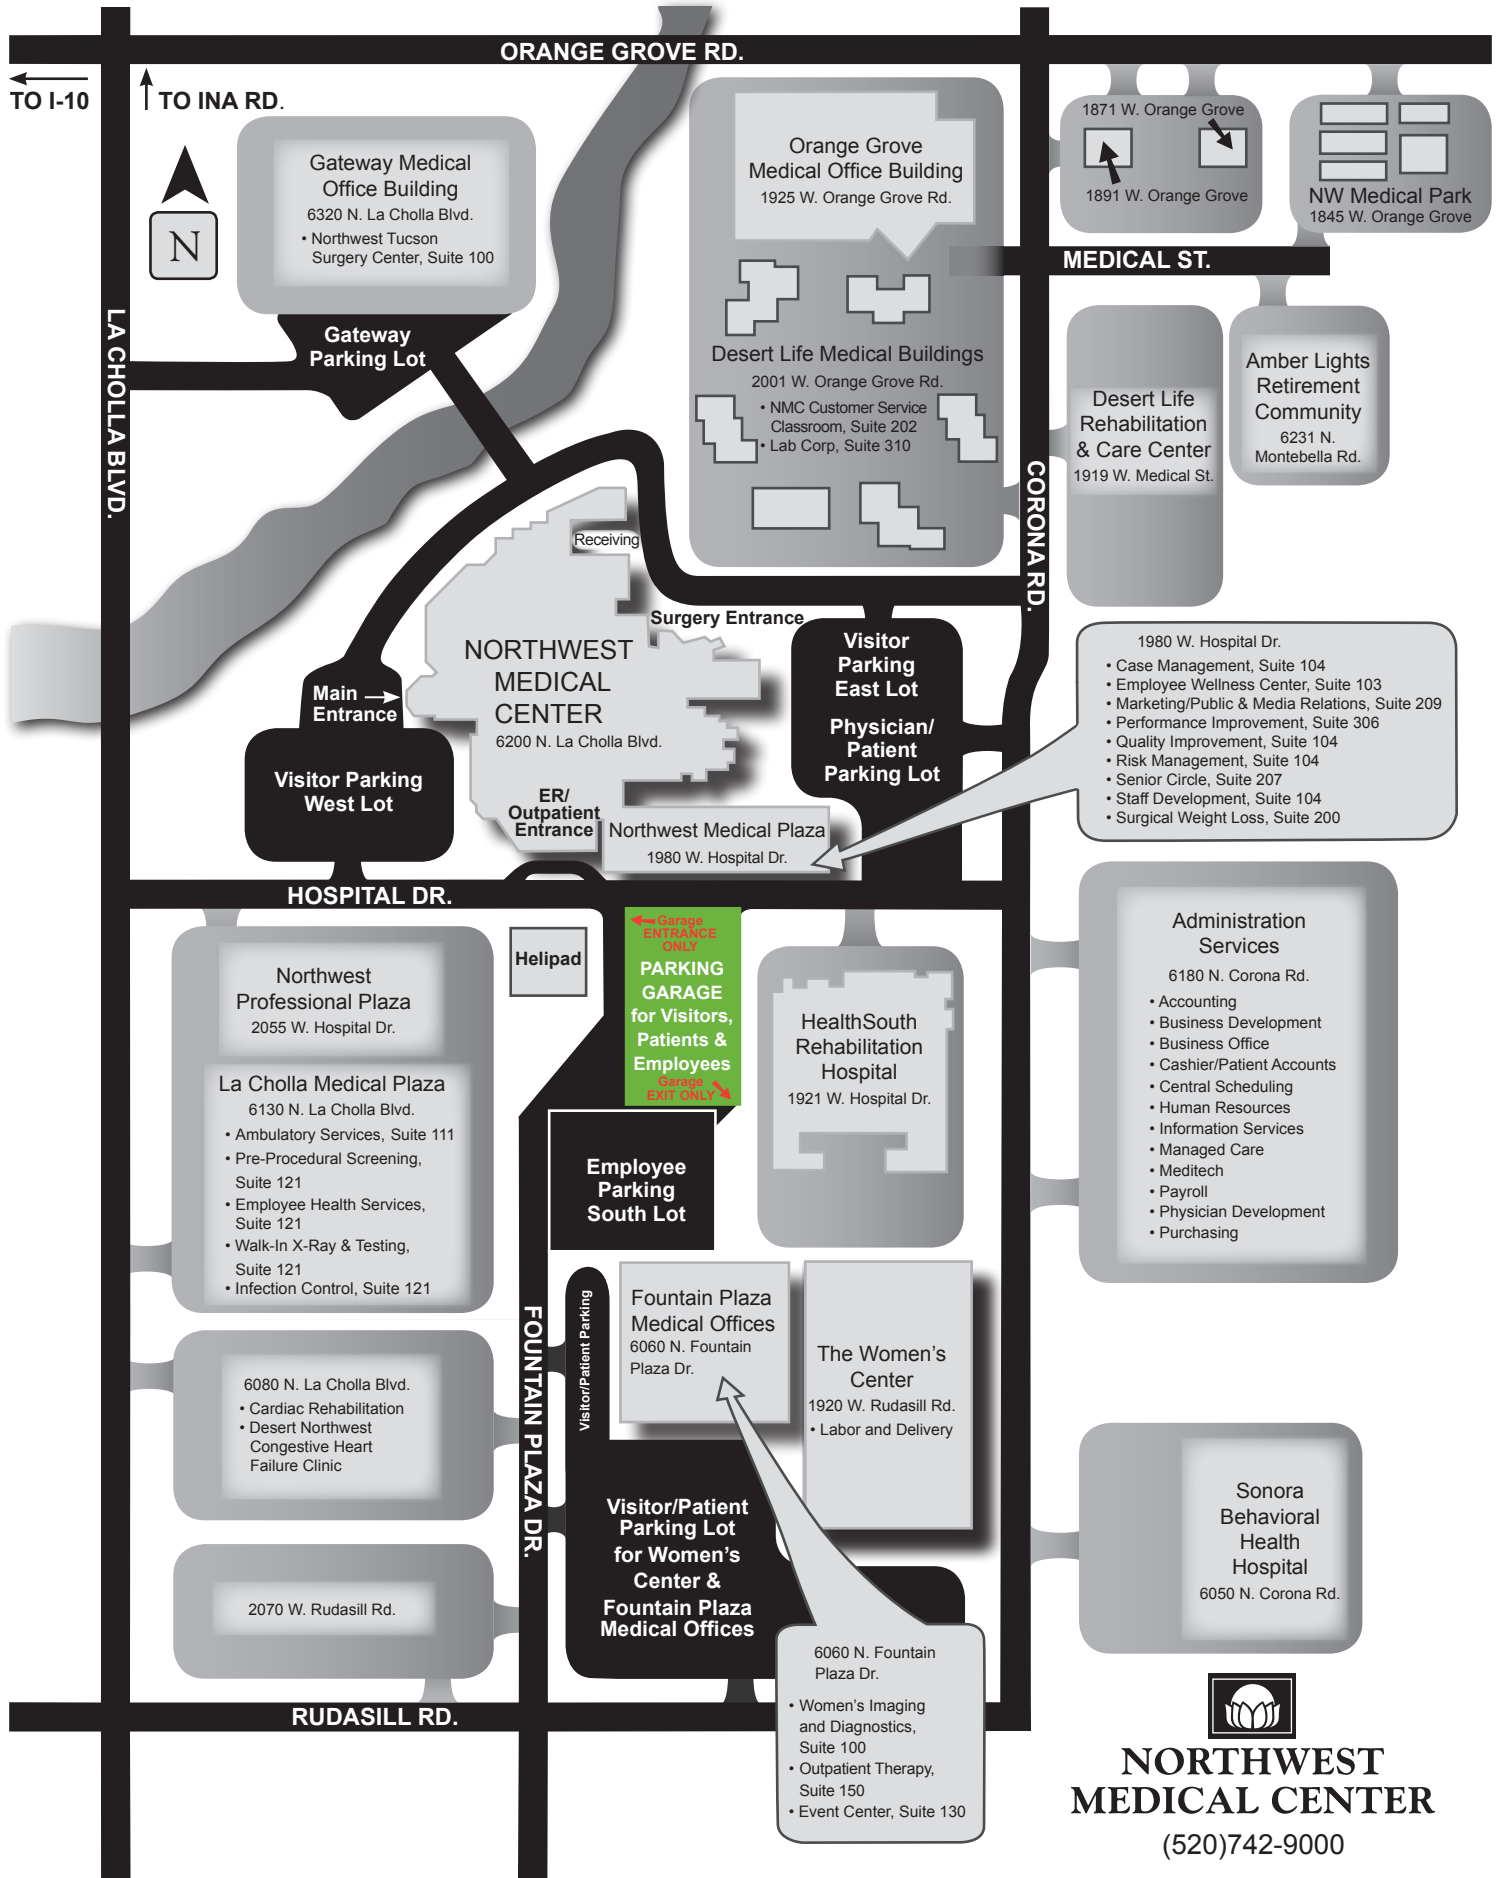 ORANGE GROVE RD.
TO I-10
TO INA RD.
N
Gateway Medical
Office Building
6320 N. La Cholla Blvd.
• Northwest Tucson
Surgery Center, Suite 100
Gateway
Parking Lot
LA CHOLLA BLVD.
Orange Grove
Medical Office Building
1925 W. Orange Grove Rd.
Desert Life Medical Buildings
2001 W. Orange Grove Rd.
• NMC Customer Service
Classroom, Suite 202
• Lab Corp, Suite 310
1871 W. Orange Grove
1891 W. Orange Grove
NW Medical Park
1845 W. Orange Grove
MEDICAL ST.
Desert Life
Rehabilitation
& Care Center
1919 W. Medical St.
Amber Lights
Retirement
Community
6231 N.
Montebella Rd.
CORONA RD.
Receiving
Surgery Entrance
NORTHWEST
MEDICAL
CENTER
6200 N. La Cholla Blvd.
Main
Entrance
Visitor Parking
West Lot
ER/
Outpatient
Entrance
Northwest Medical Plaza
1980 W. Hospital Dr.
Visitor
Parking
East Lot
Physician/
Patient
Parking Lot
1980 W. Hospital Dr.
• Case Management, Suite 104
• Employee Wellness Center, Suite 103
• Marketing/Public & Media Relations, Suite 209
• Performance Improvement, Suite 306
• Quality Improvement, Suite 104
• Risk Management, Suite 104
• Senior Circle, Suite 207
• Staff Development, Suite 104
• Surgical Weight Loss, Suite 200
HOSPITAL DR.
Northwest
Professional Plaza
2055 W. Hospital Dr.
La Cholla Medical Plaza
6130 N. La Cholla Blvd.
• Ambulatory Services, Suite 111
• Pre-Procedural Screening,
Suite 121
• Employee Health Services,
Suite 121
• Walk-In X-Ray & Testing,
Suite 121
• Infection Control, Suite 121
Helipad
Garage
ENTRANCE
ONLY
PARKING
GARAGE
for Visitors,
Patients &
Employees
Garage
EXIT ONLY
Employee
Parking
South Lot
HealthSouth
Rehabilitation
Hospital
1921 W. Hospital Dr.
Administration
Services
6180 N. Corona Rd.
• Accounting
• Business Development
• Business Office
• Cashier/Patient Accounts
• Central Scheduling
• Human Resources
• Information Services
• Managed Care
• Meditech
• Payroll
• Physician Development
• Purchasing
6080 N. La Cholla Blvd.
• Cardiac Rehabilitation
• Desert Northwest
Congestive Heart
Failure Clinic
2070 W. Rudasill Rd.
FOUNTAIN PLAZA DR.
Visitor/Patient Parking
Fountain Plaza
Medical Offices
6060 N. Fountain
Plaza Dr.
The Women's
Center
1920 W. Rudasill Rd.
• Labor and Delivery
Visitor/Patient
Parking Lot
for Women's
Center &
Fountain Plaza
Medical Offices
6060 N. Fountain
Plaza Dr.
• Women's Imaging
and Diagnostics,
Suite 100
• Outpatient Therapy,
Suite 150
• Event Center, Suite 130
Sonora
Behavioral
Health
Hospital
6050 N. Corona Rd.
RUDASILL RD.
NORTHWEST
MEDICAL CENTER
(520)742-9000